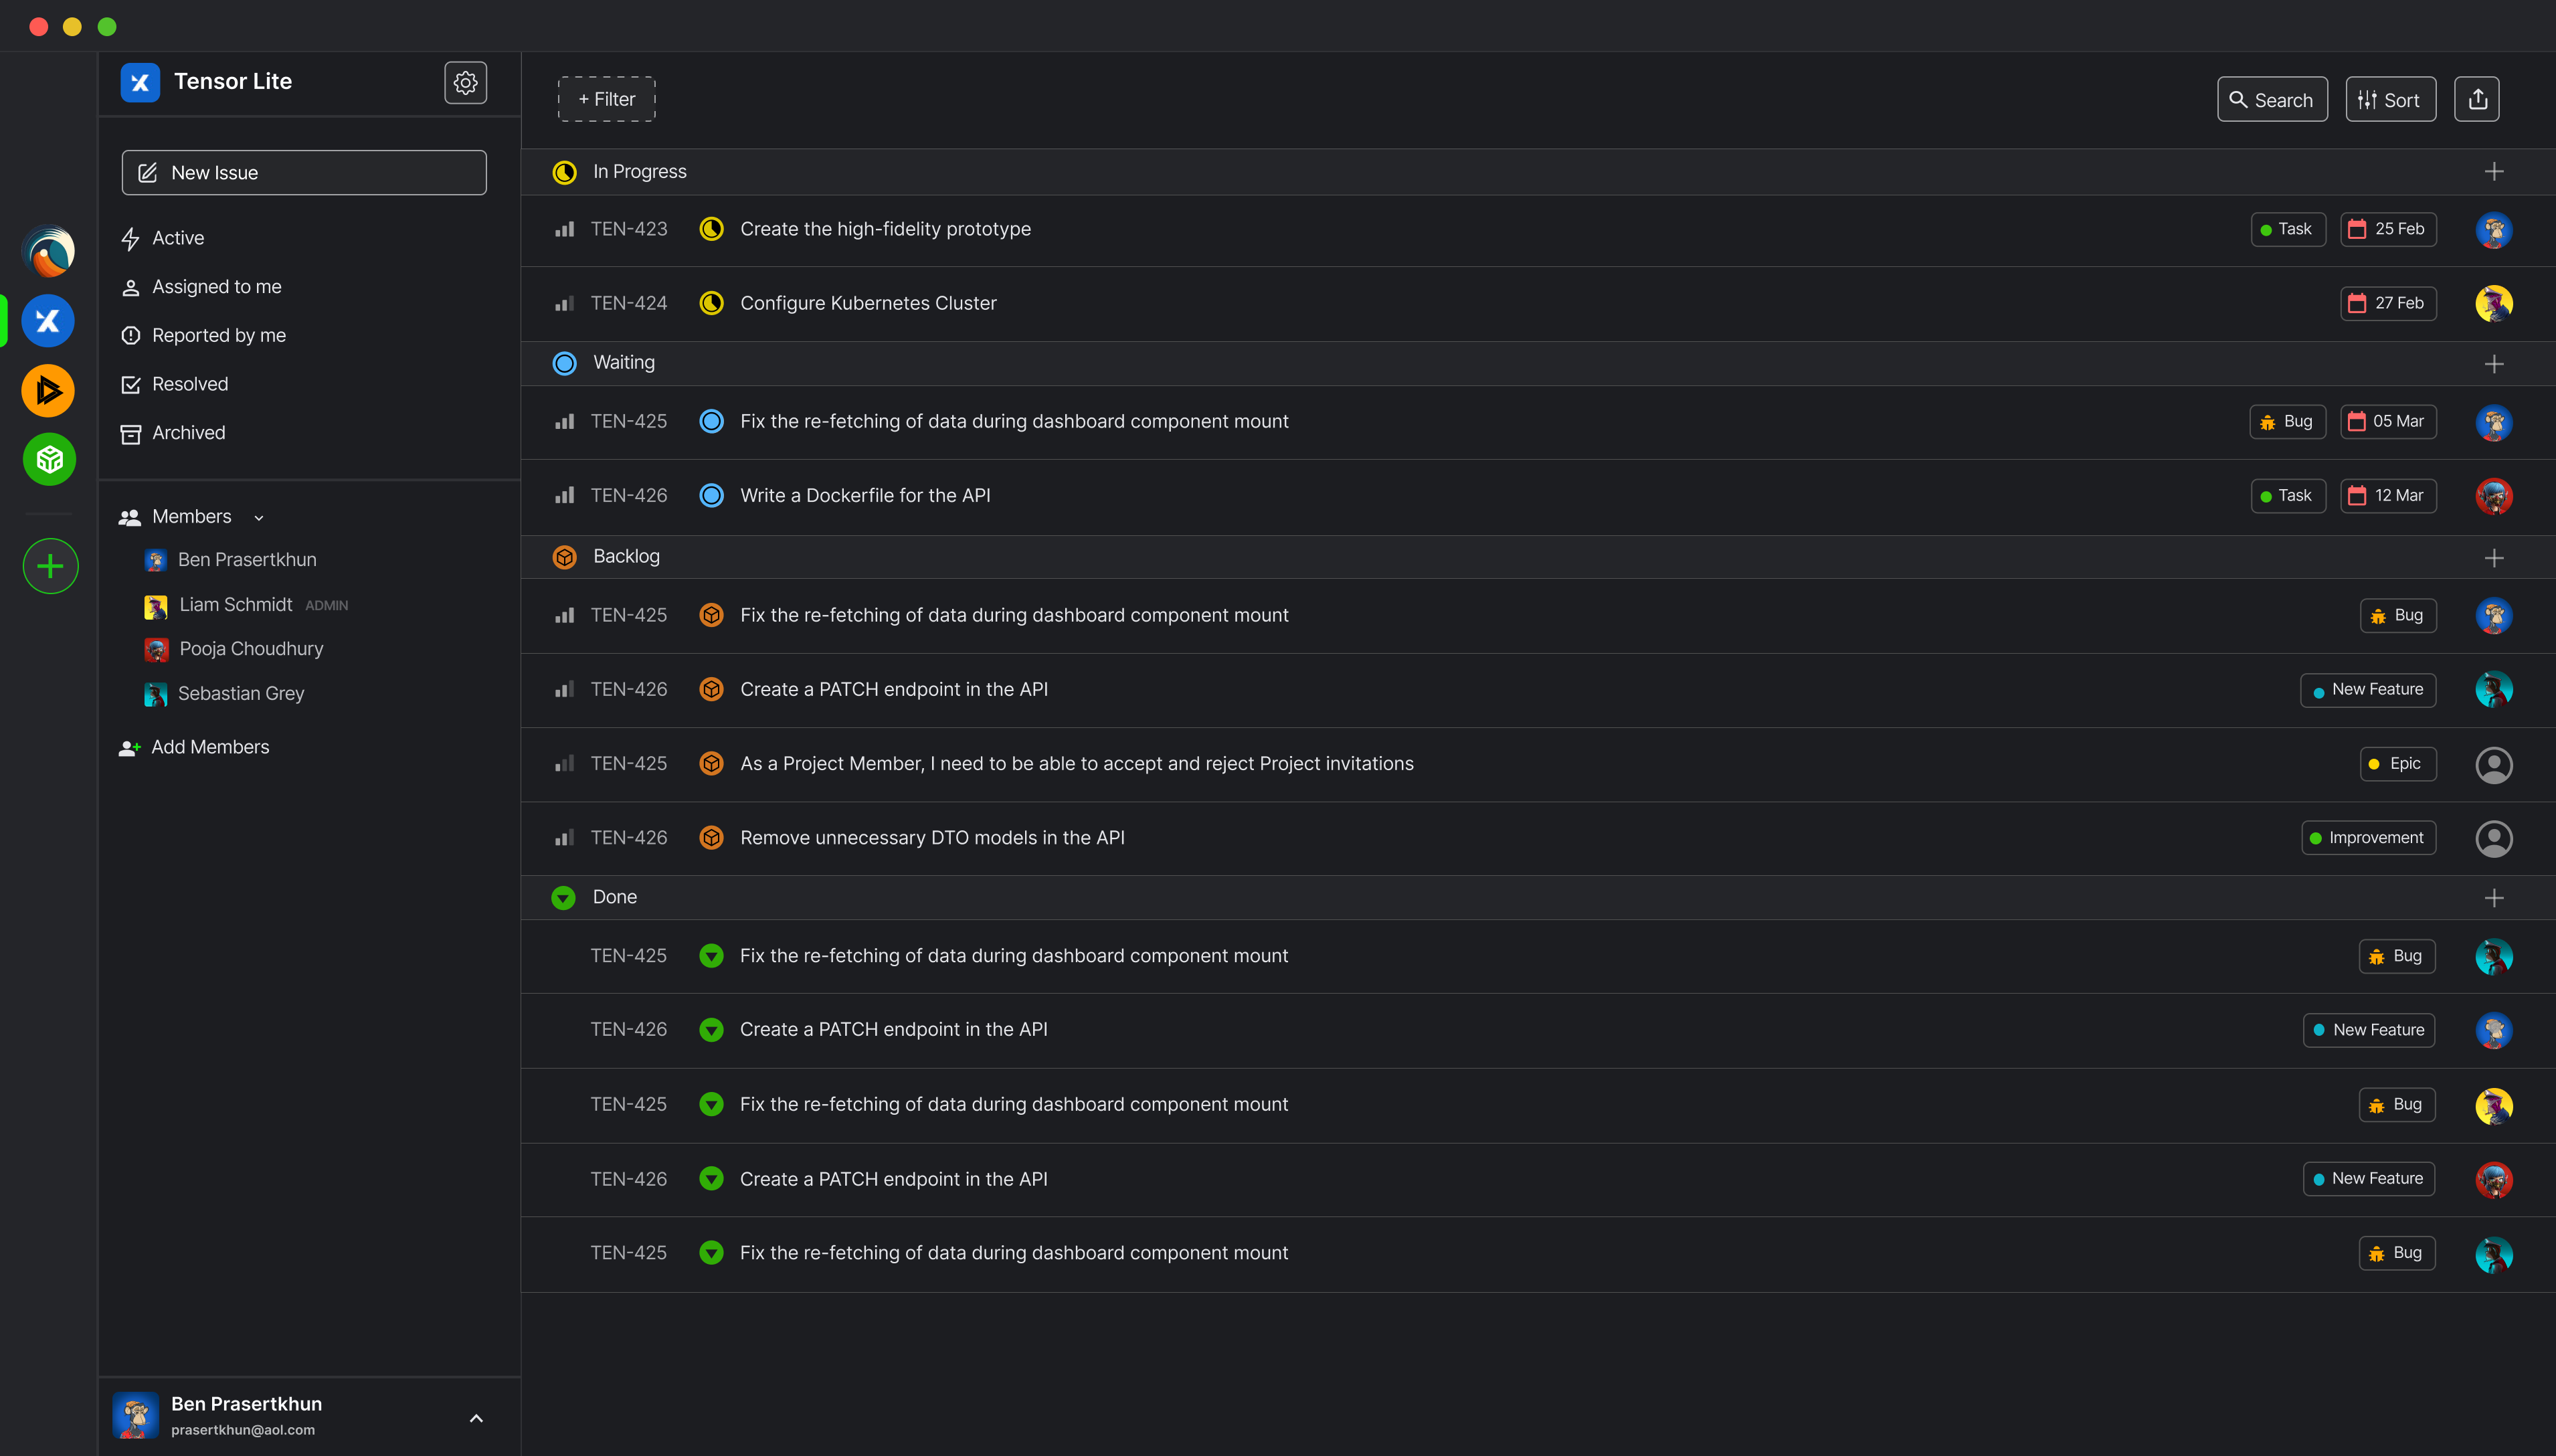 Tensor Lite
New Issue
Active
Assigned to me
Reported by me
Resolved
Archived
Members
Ben Prasertkhun
Liam Schmidt ADMIN
Pooja Choudhury
Sebastian Grey
Add Members
Ben Prasertkhun
prasertkhun@aol.com
+ Filter
Search Sort
In Progress
TEN-423 Create the high-fidelity prototype Task 25 Feb
TEN-424 Configure Kubernetes Cluster 27 Feb
Waiting
TEN-425 Fix the re-fetching of data during dashboard component mount Bug 05 Mar
TEN-426 Write a Dockerfile for the API Task 12 Mar
Backlog
TEN-425 Fix the re-fetching of data during dashboard component mount Bug
TEN-426 Create a PATCH endpoint in the API New Feature
TEN-425 As a Project Member, I need to be able to accept and reject Project invitations Epic
TEN-426 Remove unnecessary DTO models in the API Improvement
Done
TEN-425 Fix the re-fetching of data during dashboard component mount Bug
TEN-426 Create a PATCH endpoint in the API New Feature
TEN-425 Fix the re-fetching of data during dashboard component mount Bug
TEN-426 Create a PATCH endpoint in the API New Feature
TEN-425 Fix the re-fetching of data during dashboard component mount Bug